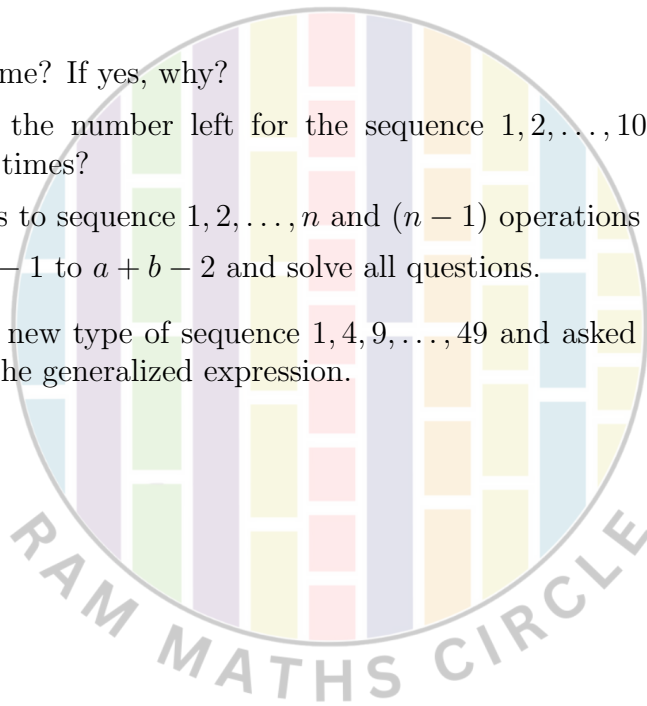 me? If yes, why?
the number left for the sequence 1, 2, . . . , 10
times?
s to sequence 1, 2, . . . , n and (n − 1) operations
− 1 to a + b − 2 and solve all questions.
new type of sequence 1, 4, 9, . . . , 49 and asked
he generalized expression.
RAM MATHS CIRCLE